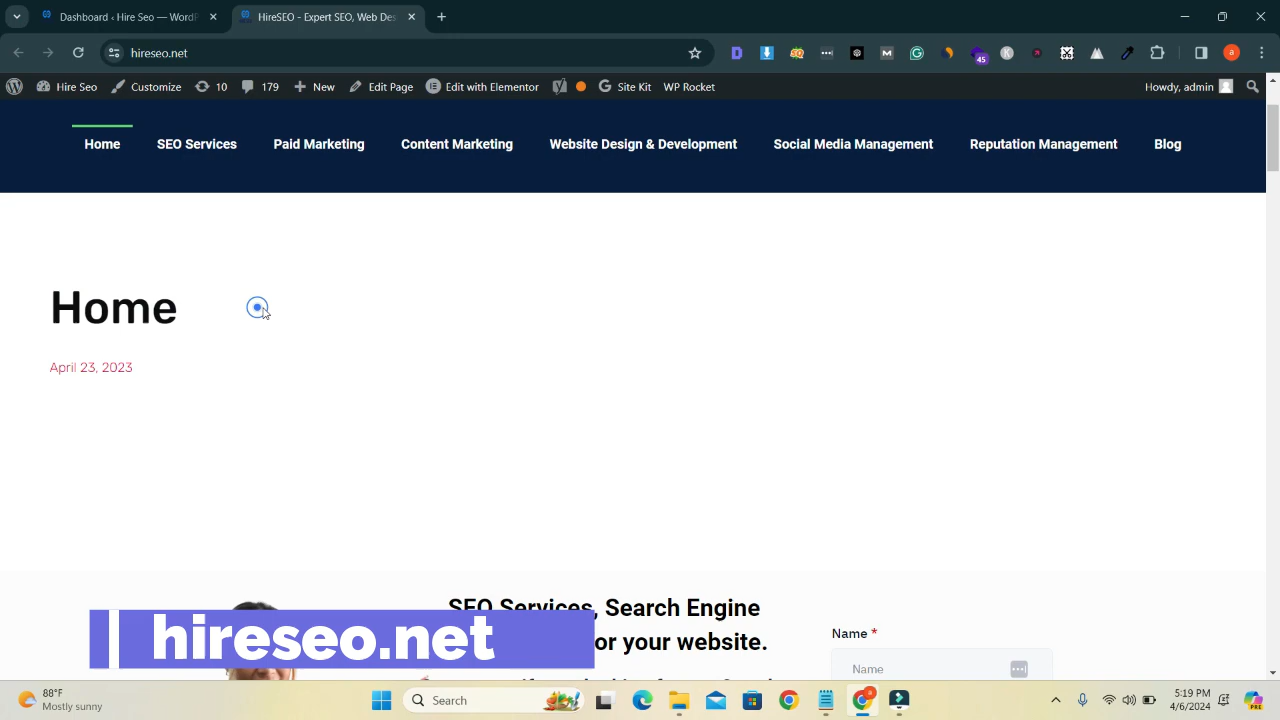 Dashboard ‹ Hire Seo — WordP
HireSEO - Expert SEO, Web Des
hireseo.net
45
a
Hire Seo
Customize
10
179
New
Edit Page
Edit with Elementor
Site Kit
WP Rocket
Howdy, admin
Home
SEO Services
Paid Marketing
Content Marketing
Website Design & Development
Social Media Management
Reputation Management
Blog
Home
April 23, 2023
SEO Services, Search Engine
or your website.
Name *
Name
hireseo.net
88°F
Mostly sunny
Search
5:19 PM
4/6/2024